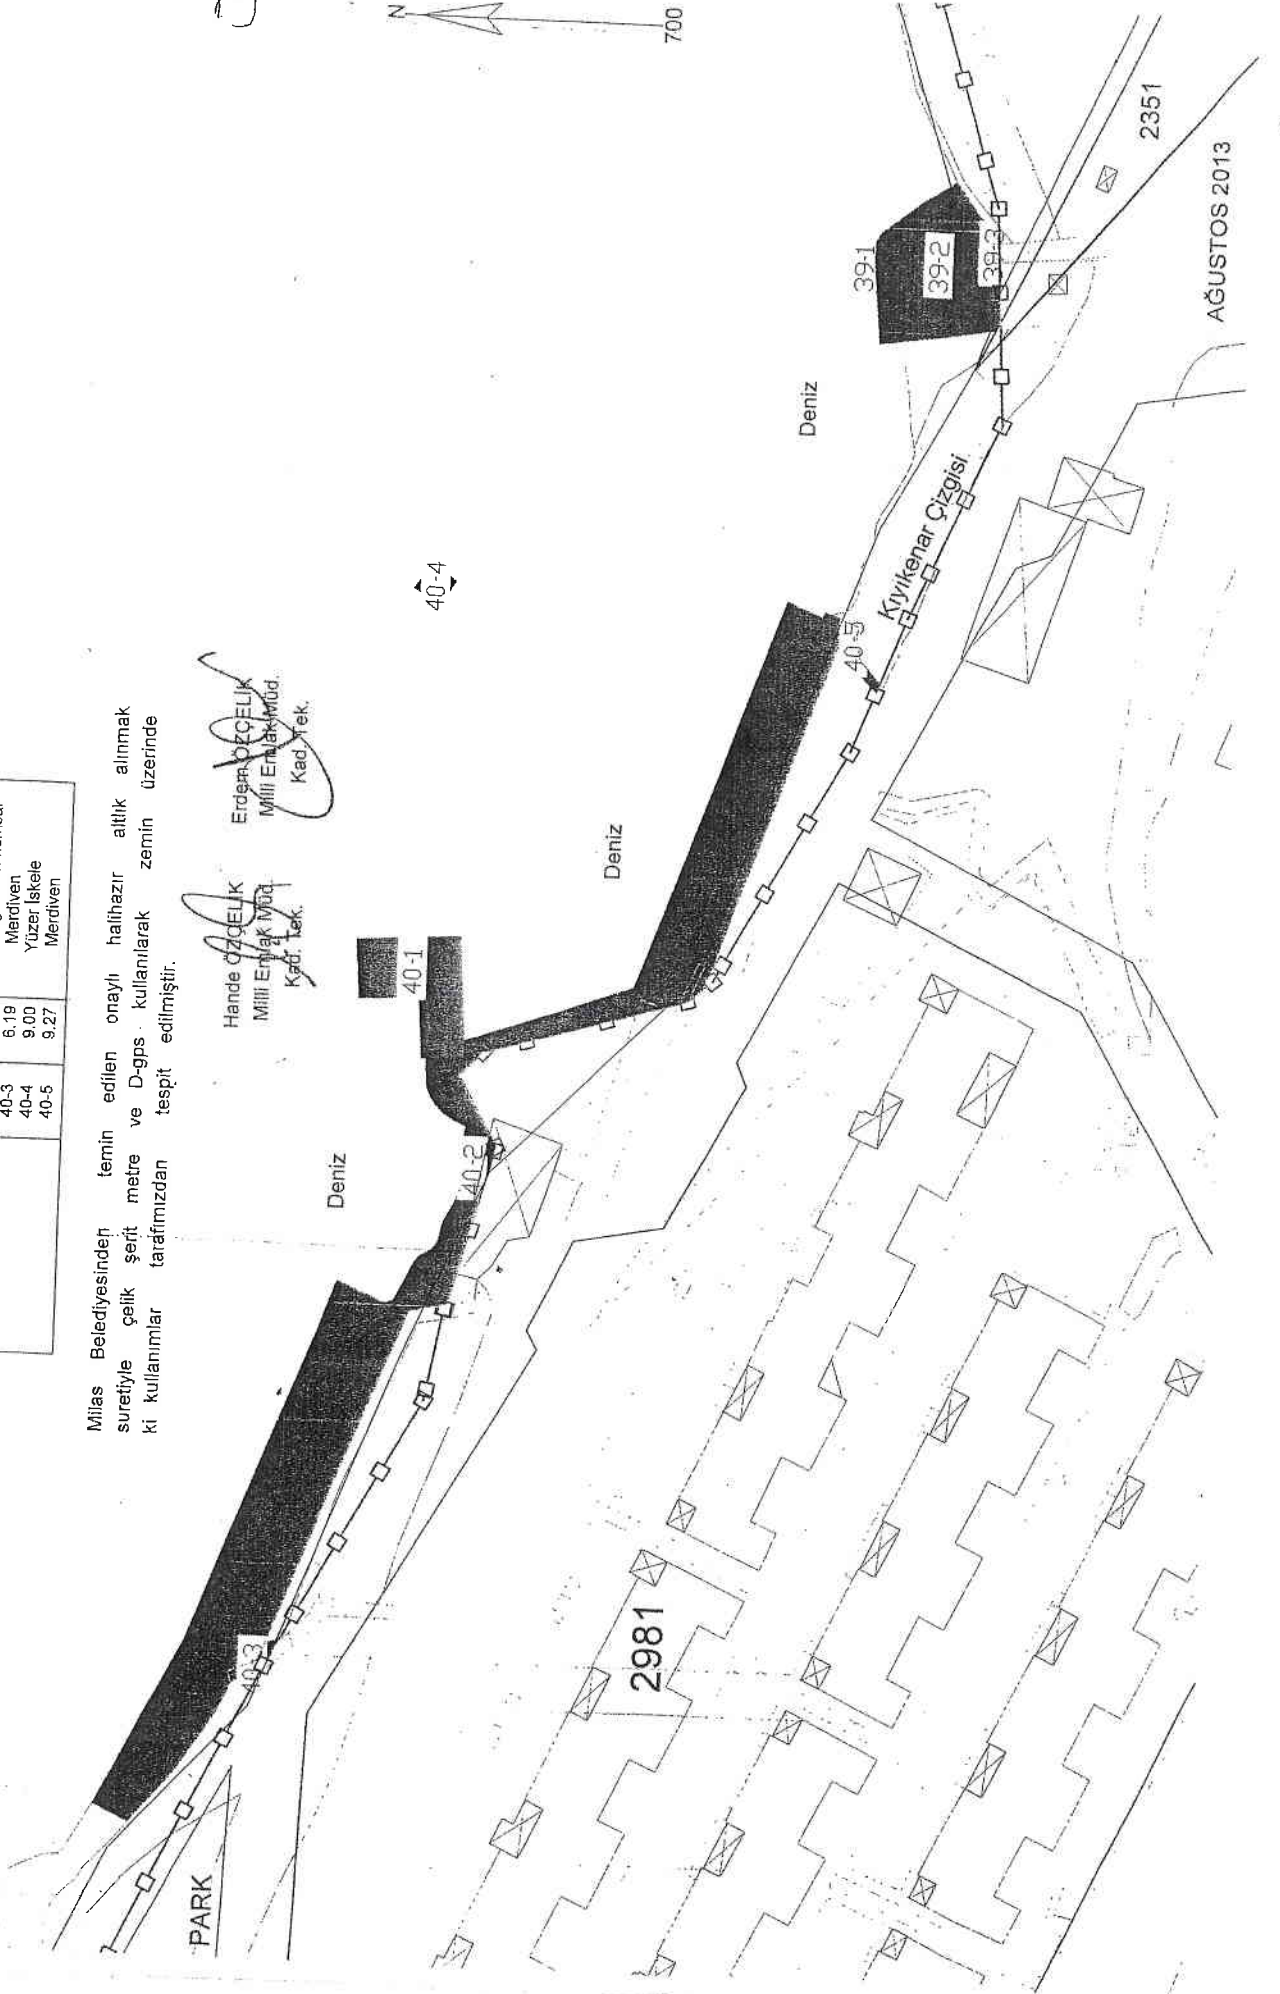 40-3 6.19 Merdiven
40-4 9.00 Yüzer İskele
40-5 9.27 Merdiven
Milas Belediyesinden temin edilen onaylı halihazır altlık alınmak
suretiyle çelik şerit metre ve D-gps kullanılarak zemin üzerinde
ki kullanımlar tarafımızdan tespit edilmiştir.
Hande ÖZÇELİK
Milli Emlak Müd.
Kad. Tek.
Erdem ÖZÇELİK
Milli Emlak Müd.
Kad. Tek.
N
700
40-4
40-1
Deniz
40-2
Deniz
Deniz
39-1
39-2
39-3
40-3
40-5
Kıyıkenar Çizgisi
2351
AĞUSTOS 2013
PARK
2981